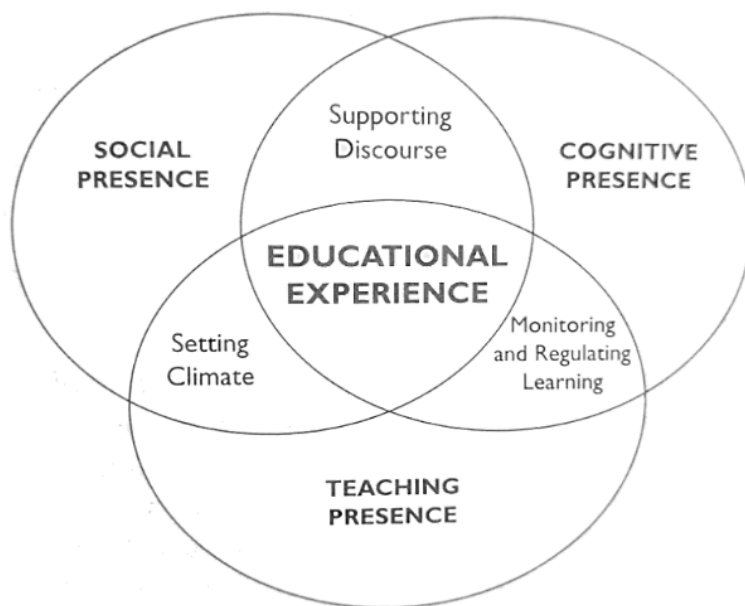 Supporting
Discourse
SOCIAL
PRESENCE
COGNITIVE
PRESENCE
EDUCATIONAL
EXPERIENCE
Setting
Climate
Monitoring
and Regulating
Learning
TEACHING
PRESENCE